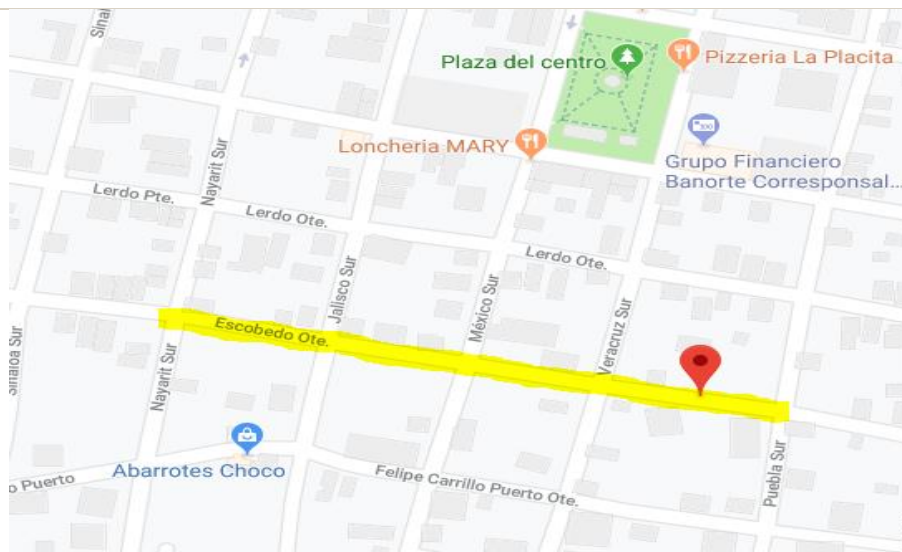 Sinal
Plaza del centro
Pizzeria La Placita
Loncheria MARY
Grupo Financiero
Banorte Corresponsal...
Nayarit Sur
Lerdo Pte.
Lerdo Ote.
Lerdo Ote.
Jalisco Sur
México Sur
Veracruz Sur
Escobedo Ote.
Sinaloa Sur
Nayarit Sur
Abarrotes Choco
o Puerto
Felipe Carrillo Puerto Ote.
Puebla Sur